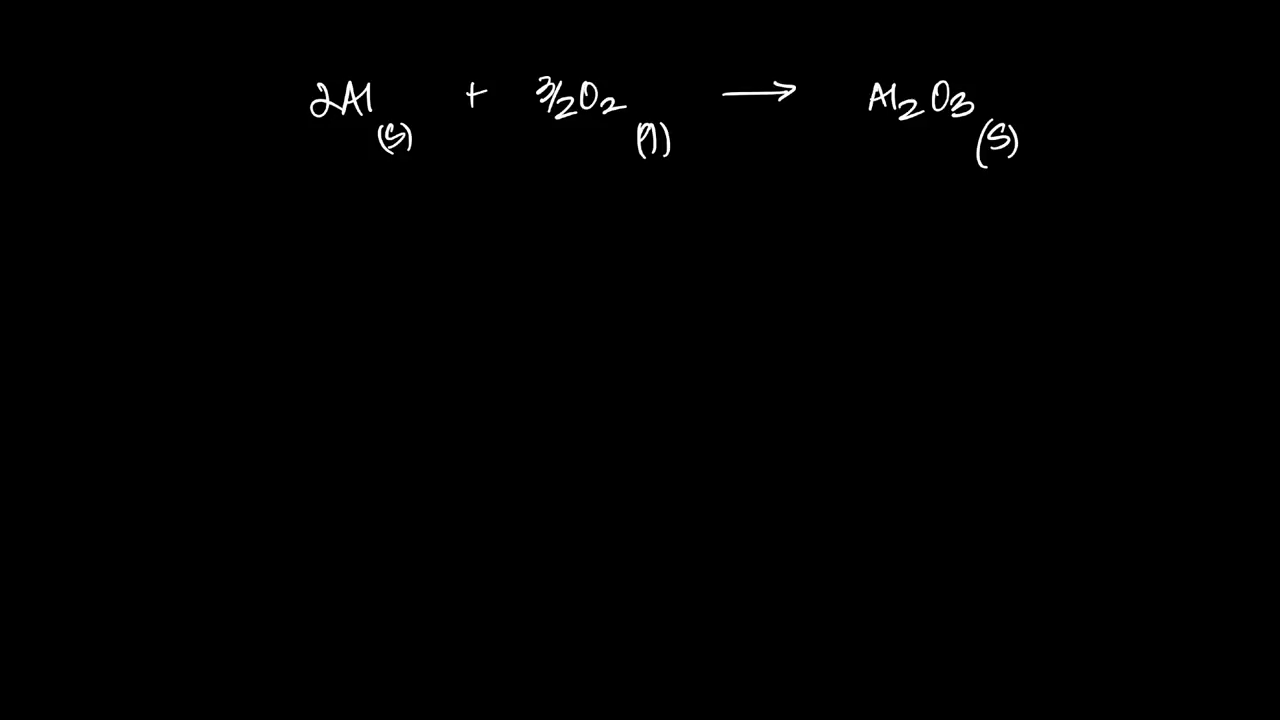 2Al(s) + 3/2O2(g) → Al2O3(s)